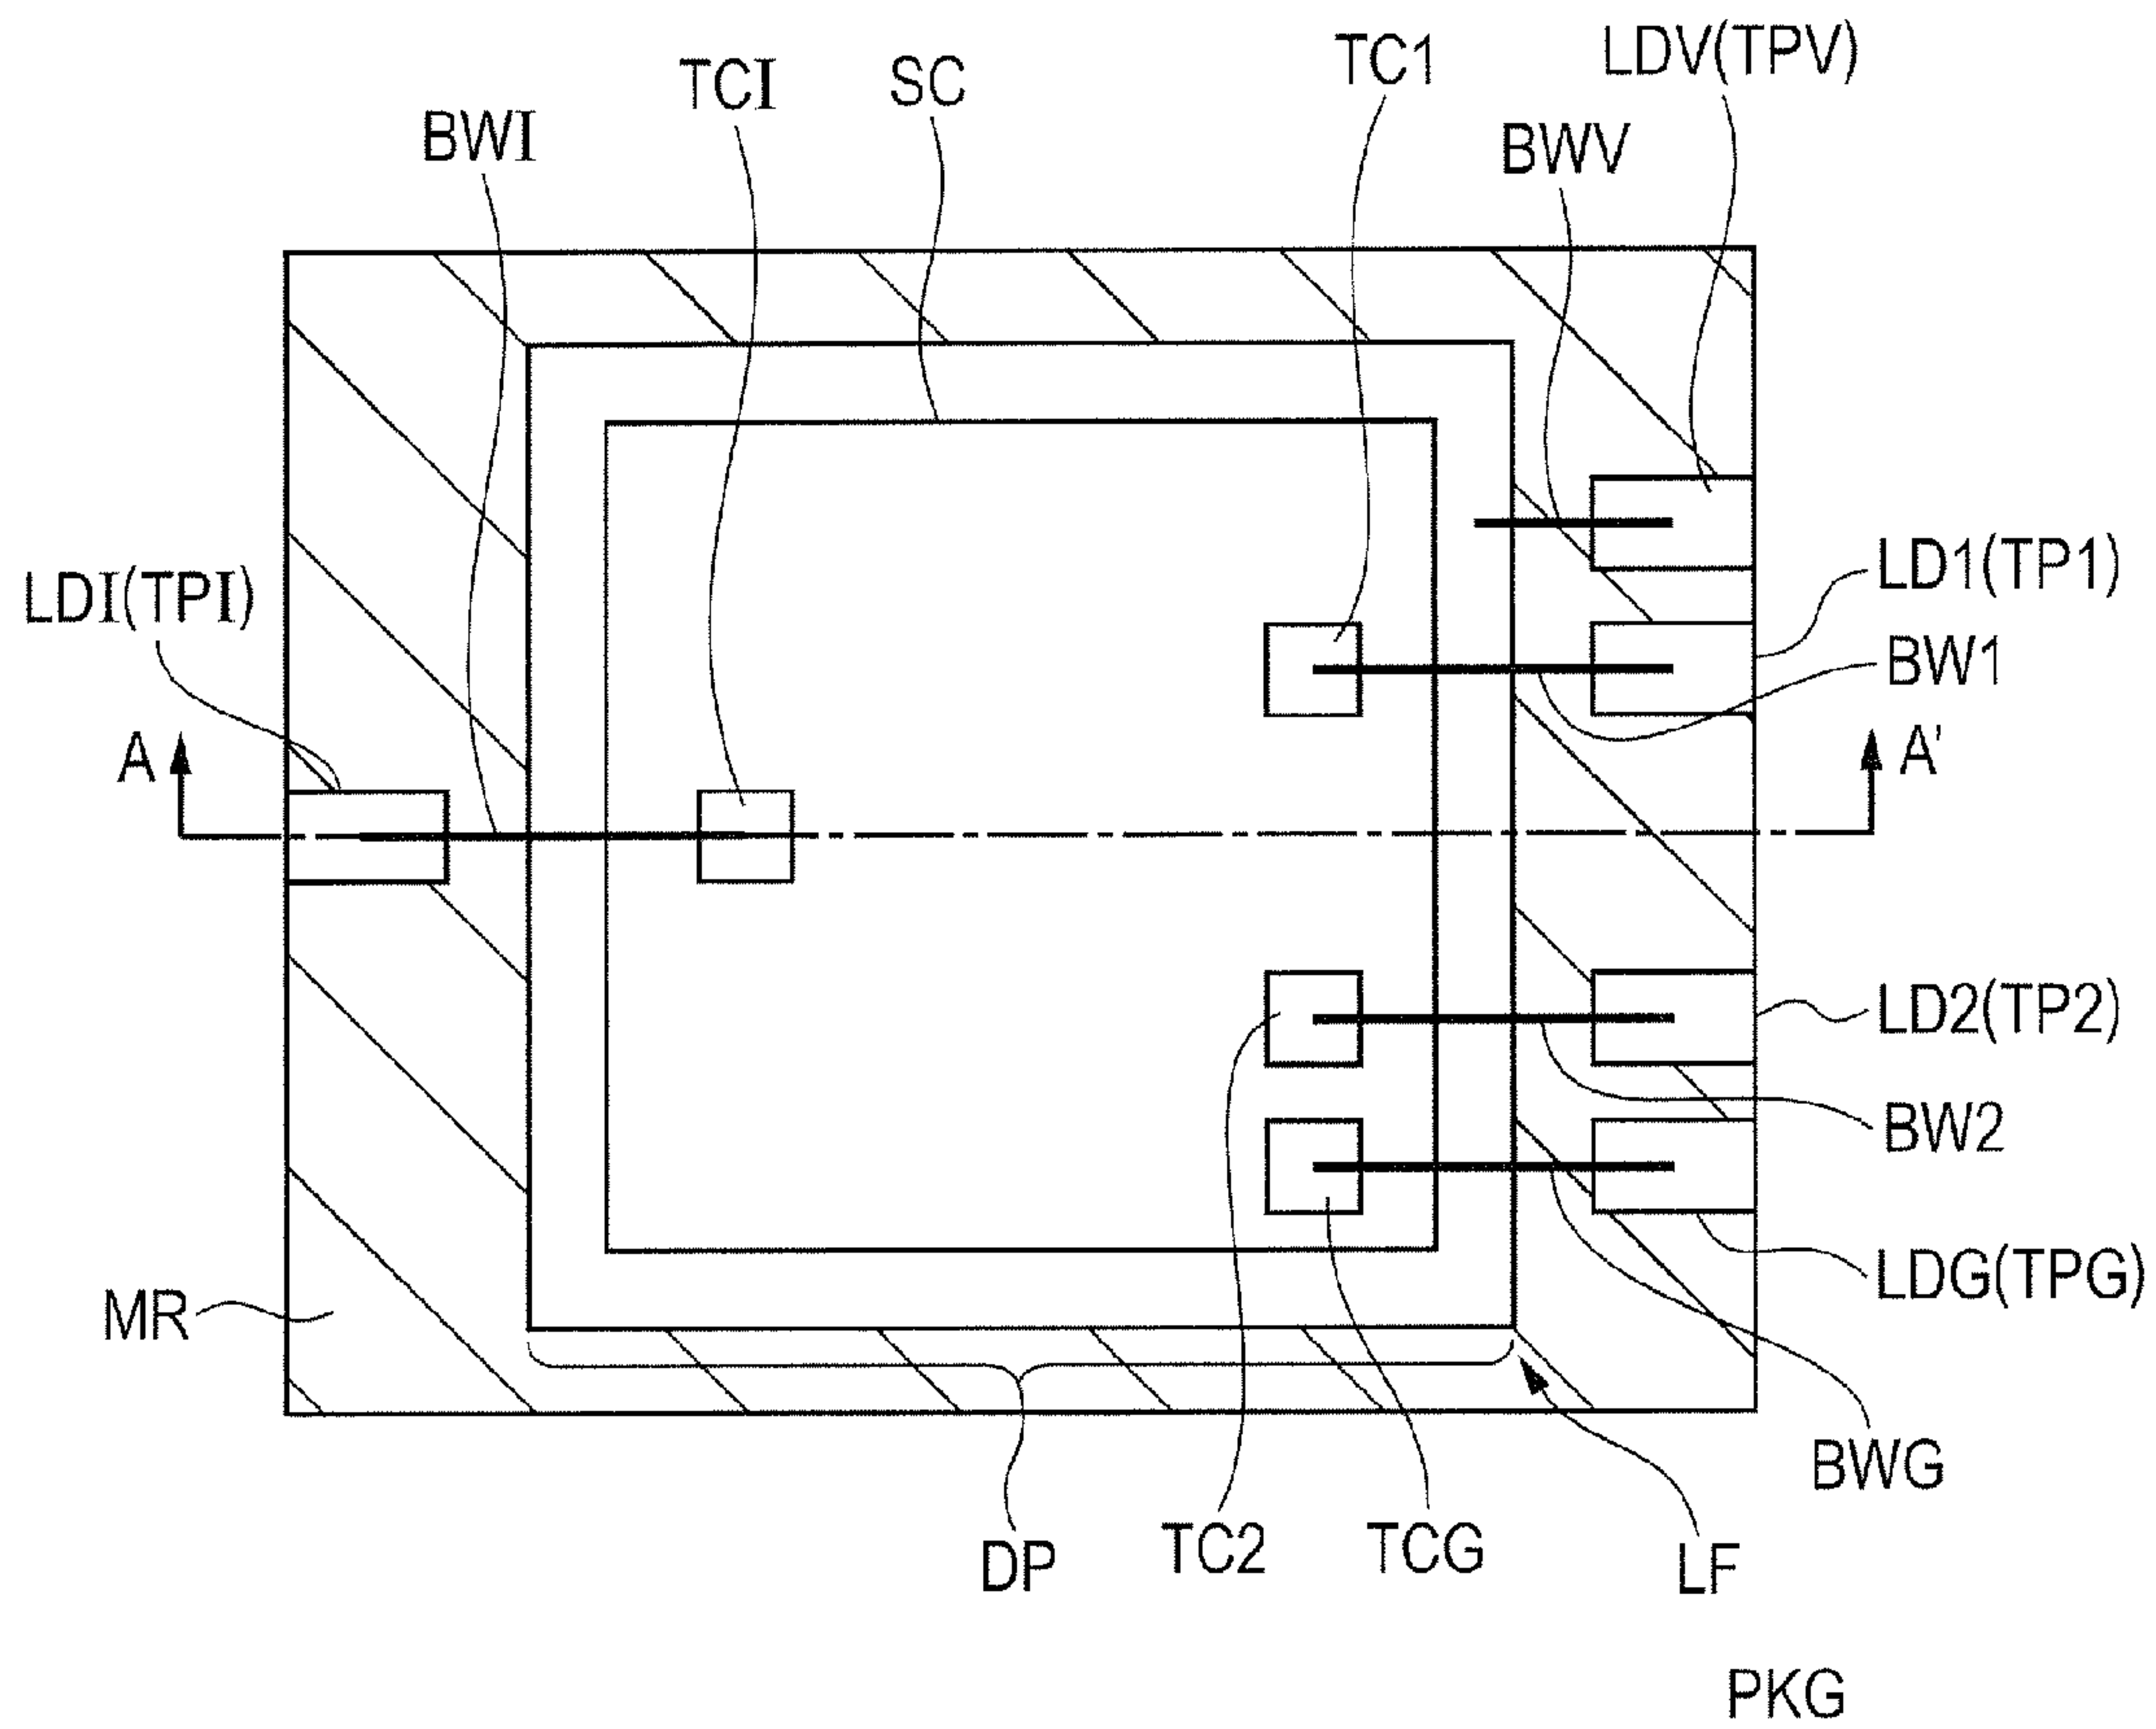 TC1
LDV(TPV)
TCI
SC
BWI
BWV
LDI(TPI)
LD1(TP1)
BW1
A
A'
LD2(TP2)
BW2
LDG(TPG)
MR
BWG
DP
TC2
TCG
LF
PKG